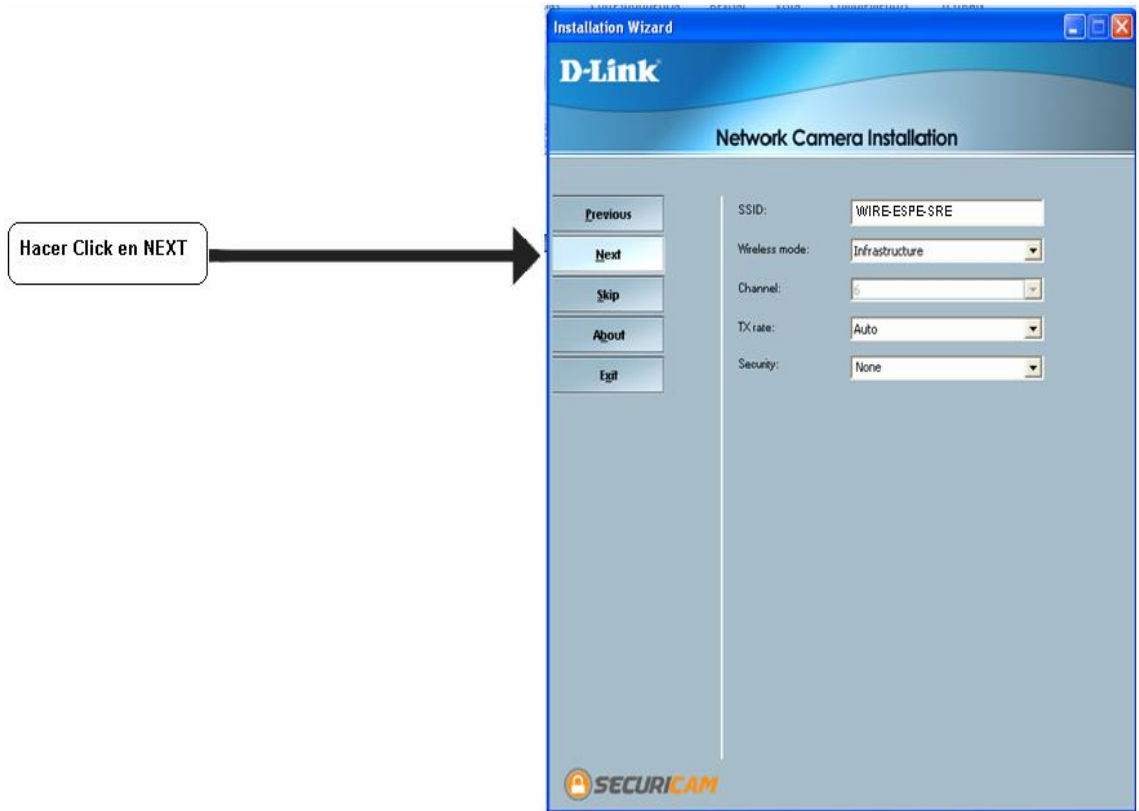 Installation Wizard
D-Link
Network Camera Installation
Hacer Click en NEXT
Previous
Next
Skip
About
Exit
SSID: WIRE-ESPE-SRE
Wireless mode: Infrastructure
Channel: 6
TX rate: Auto
Security: None
SECURICAM